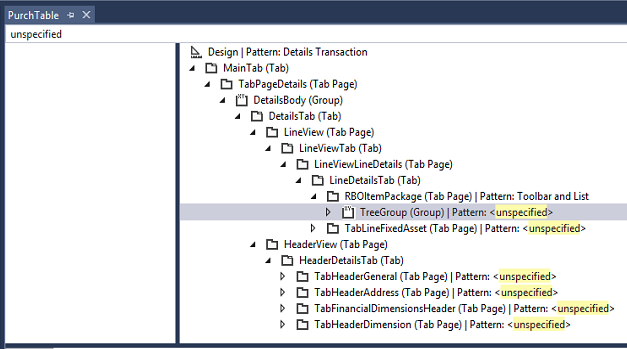 PurchTable
unspecified
Design | Pattern: Details Transaction
MainTab (Tab)
TabPageDetails (Tab Page)
DetailsBody (Group)
DetailsTab (Tab)
LineView (Tab Page)
LineViewTab (Tab)
LineViewLineDetails (Tab Page)
LineDetailsTab (Tab)
RBOItemPackage (Tab Page) | Pattern: Toolbar and List
TreeGroup (Group) | Pattern: <unspecified>
TabLineFixedAsset (Tab Page) | Pattern: <unspecified>
HeaderView (Tab Page)
HeaderDetailsTab (Tab)
TabHeaderGeneral (Tab Page) | Pattern: <unspecified>
TabHeaderAddress (Tab Page) | Pattern: <unspecified>
TabFinancialDimensionsHeader (Tab Page) | Pattern: <unspecified>
TabHeaderDimension (Tab Page) | Pattern: <unspecified>